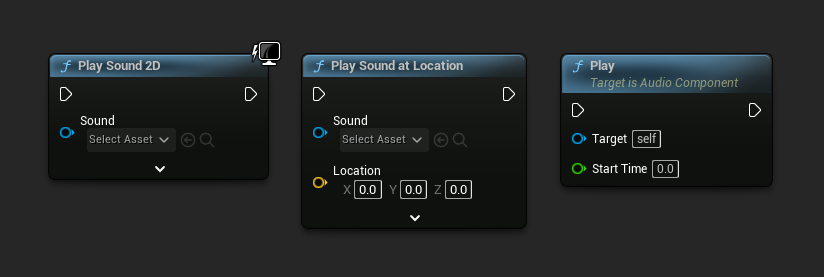 Play Sound 2D
Sound
Select Asset
Play Sound at Location
Sound
Select Asset
Location
X 0.0 Y 0.0 Z 0.0
Play
Target is Audio Component
Target self
Start Time 0.0